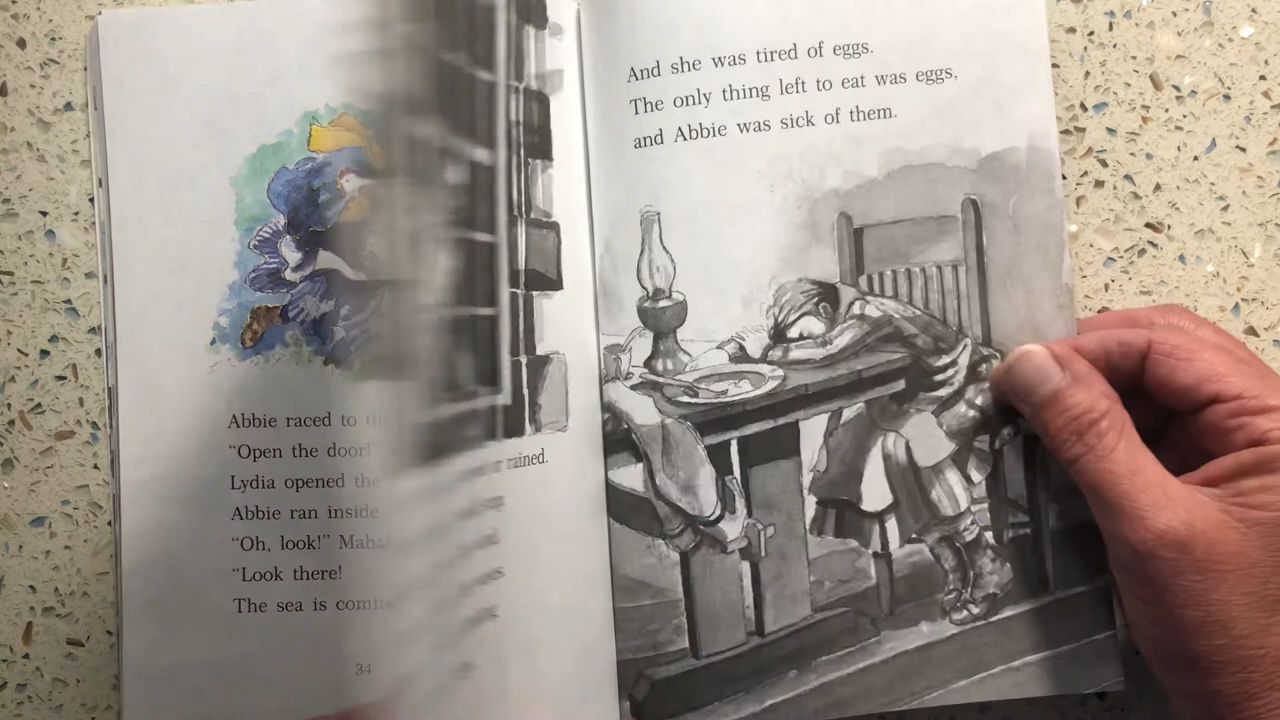 Abbie raced to
"Open the door!"
Lydia opened the
Abbie ran inside
"Oh, look!"
"Look there!
The sea is
34
rained.
And she was tired of eggs.
The only thing left to eat was eggs,
and Abbie was sick of them.